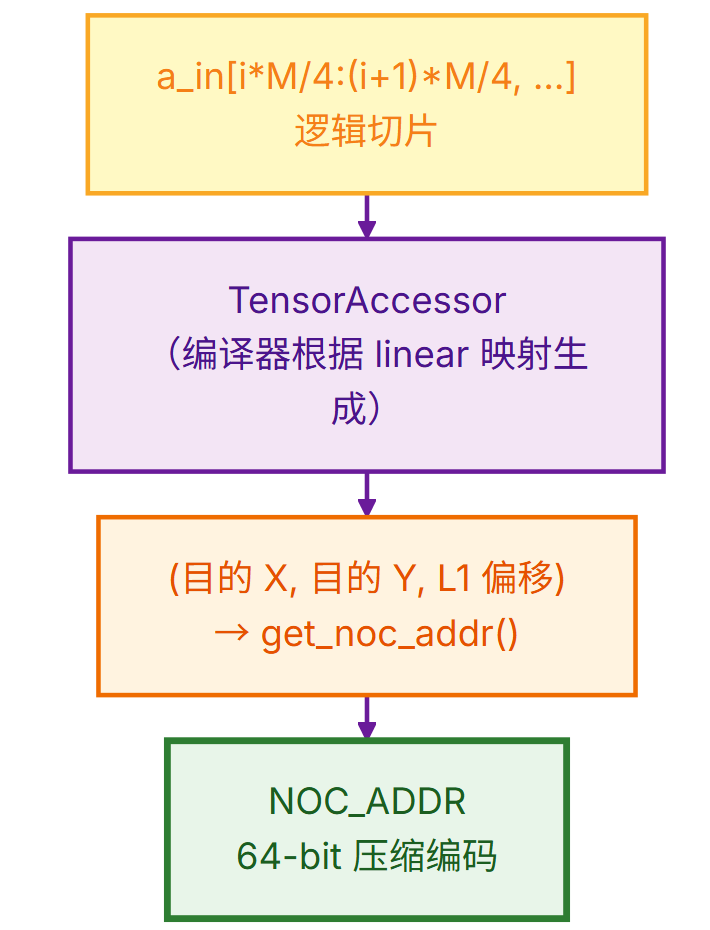 a_in[i*M/4:(i+1)*M/4, ...]
逻辑切片
TensorAccessor
（编译器根据 linear 映射生
成）
(目的 X, 目的 Y, L1 偏移)
→ get_noc_addr()
NOC_ADDR
64-bit 压缩编码